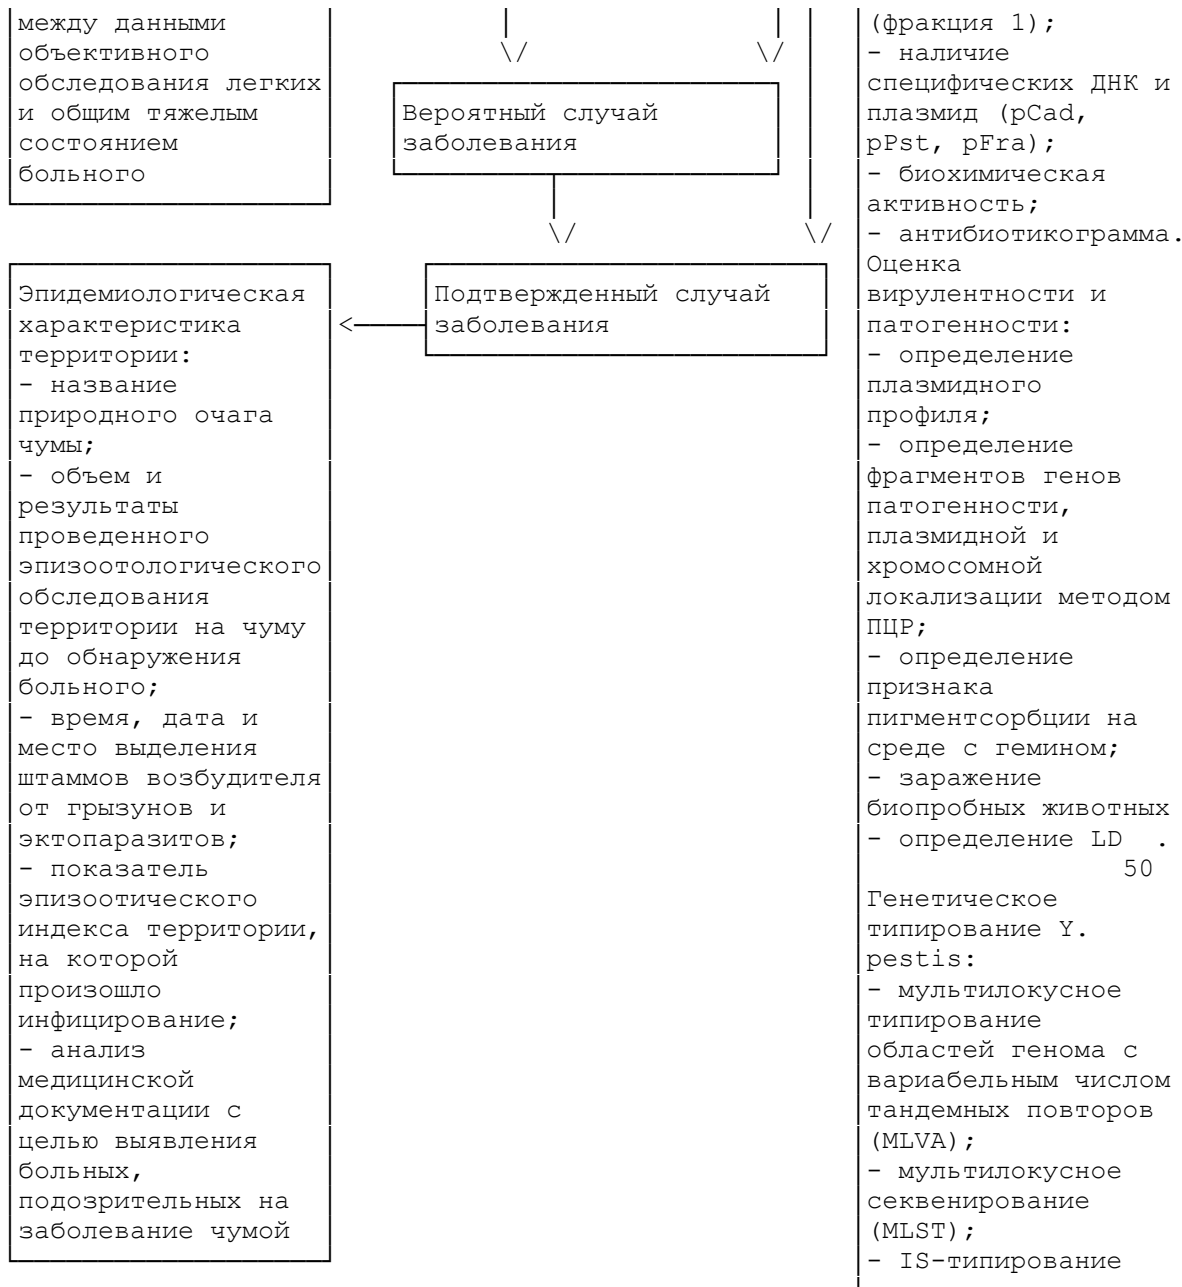 между данными
объективного
обследования легких
и общим тяжелым
состоянием
больного
Вероятный случай
заболевания
Подтвержденный случай
заболевания
Эпидемиологическая
характеристика
территории:
- название
природного очага
чумы;
- объем и
результаты
проведенного
эпизоотологического
обследования
территории на чуму
до обнаружения
больного;
- время, дата и
место выделения
штаммов возбудителя
от грызунов и
эктопаразитов;
- показатель
эпизоотического
индекса территории,
на которой
произошло
инфицирование;
- анализ
медицинской
документации с
целью выявления
больных,
подозрительных на
заболевание чумой
(фракция 1);
- наличие
специфических ДНК и
плазмид (pCad,
pPst, pFra);
- биохимическая
активность;
- антибиотикограмма.
Оценка
вирулентности и
патогенности:
- определение
плазмидного
профиля;
- определение
фрагментов генов
патогенности,
плазмидной и
хромосомной
локализации методом
ПЦР;
- определение
признака
пигментсорбции на
среде с гемином;
- заражение
биопробных животных
- определение LD  .
50
Генетическое
типирование Y.
pestis:
- мультилокусное
типирование
областей генома с
вариабельным числом
тандемных повторов
(MLVA);
- мультилокусное
секвенирование
(MLST);
- IS-типирование